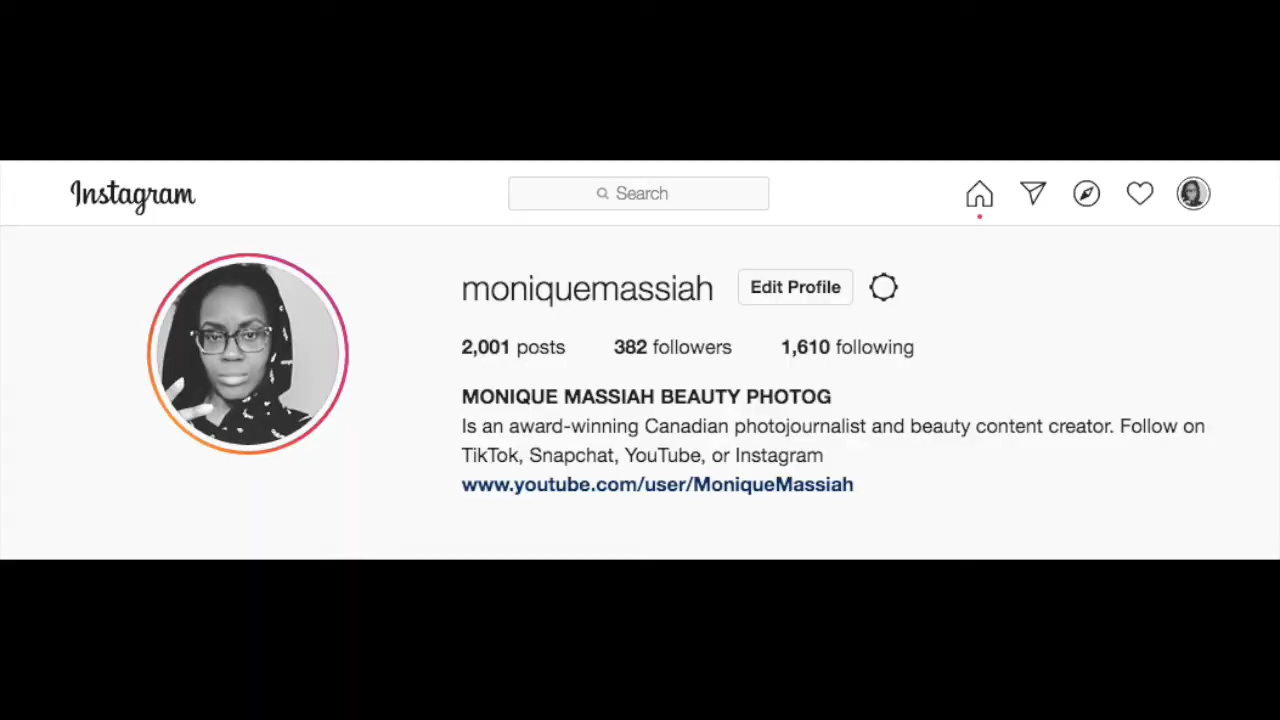 Instagram
Search
moniquemassiah Edit Profile
2,001 posts 382 followers 1,610 following
MONIQUE MASSIAH BEAUTY PHOTOG
Is an award-winning Canadian photojournalist and beauty content creator. Follow on
TikTok, Snapchat, YouTube, or Instagram
www.youtube.com/user/MoniqueMassiah